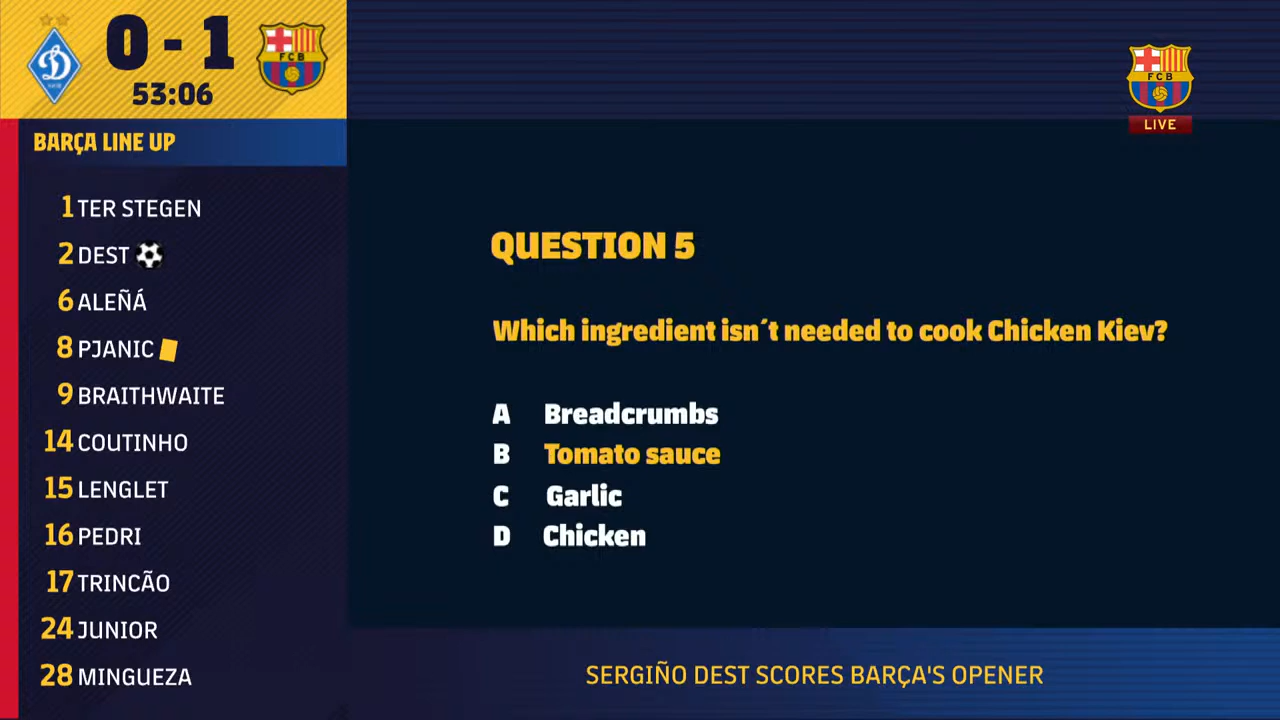 0 - 1
53:06
FCB
FCB
LIVE
BARÇA LINE UP
1 TER STEGEN
2 DEST
6 ALEÑÁ
8 PJANIC
9 BRAITHWAITE
14 COUTINHO
15 LENGLET
16 PEDRI
17 TRINCÃO
24 JUNIOR
28 MINGUEZA
QUESTION 5
Which ingredient isn´t needed to cook Chicken Kiev?
A Breadcrumbs
B Tomato sauce
C Garlic
D Chicken
SERGIÑO DEST SCORES BARÇA'S OPENER